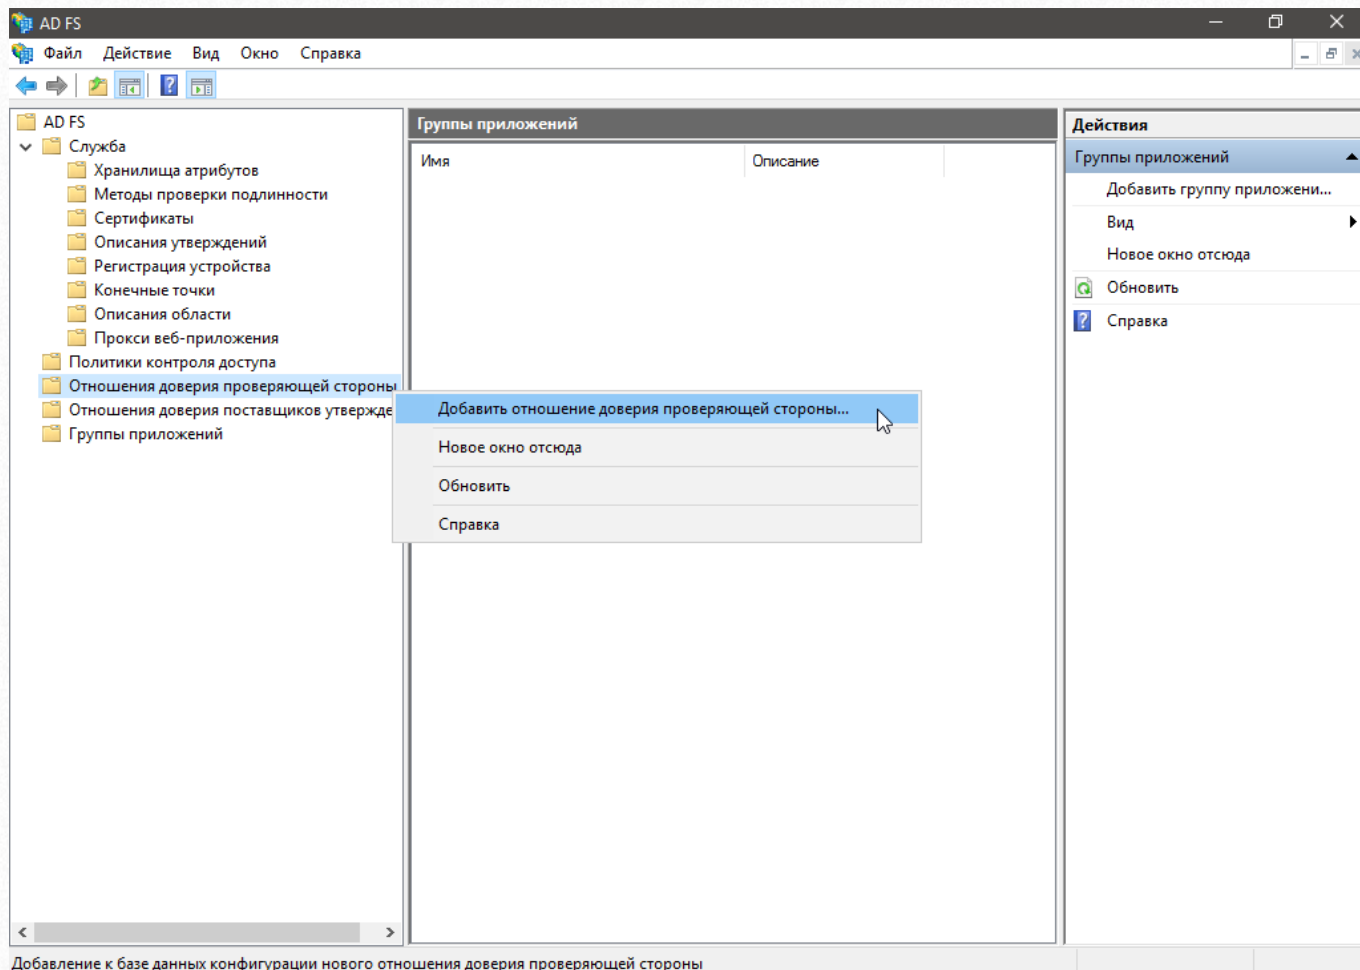 AD FS
Файл Действие Вид Окно Справка
AD FS
Служба
Хранилища атрибутов
Методы проверки подлинности
Сертификаты
Описания утверждений
Регистрация устройства
Конечные точки
Описания области
Прокси веб-приложения
Политики контроля доступа
Отношения доверия проверяющей стороны
Отношения доверия поставщиков утвержде
Группы приложений
Группы приложений
Имя Описание
Добавить отношение доверия проверяющей стороны...
Новое окно отсюда
Обновить
Справка
Действия
Группы приложений
Добавить группу приложени...
Вид
Новое окно отсюда
Обновить
Справка
Добавление к базе данных конфигурации нового отношения доверия проверяющей стороны